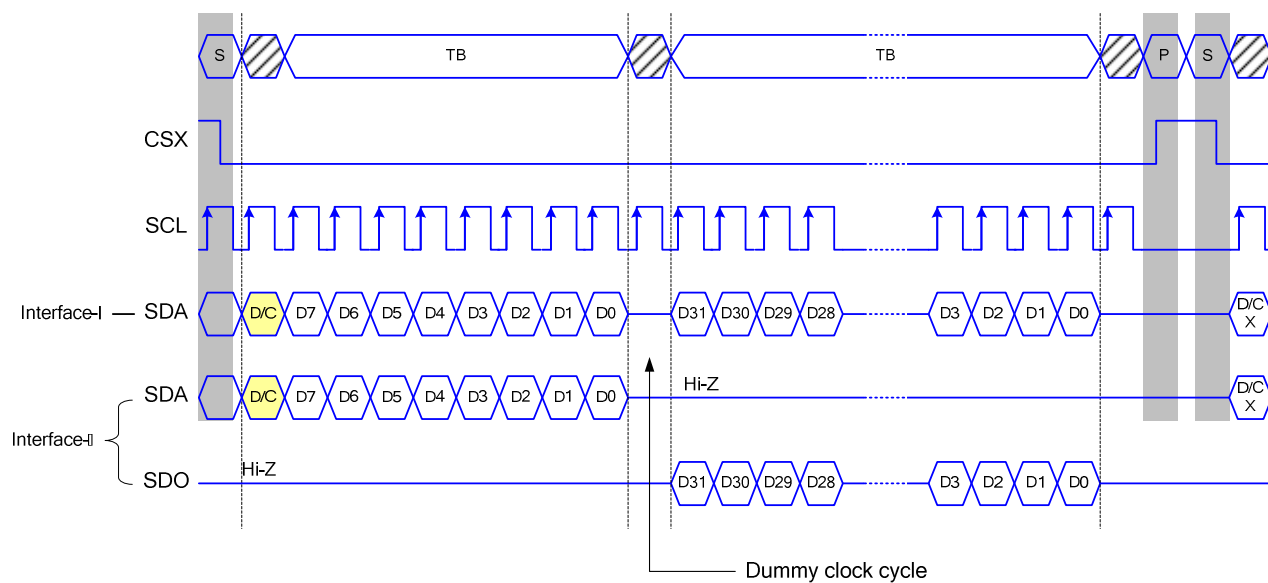 S TB TB P S
CSX
SCL
Interface-I SDA D/C D7 D6 D5 D4 D3 D2 D1 D0 D31 D30 D29 D28 D3 D2 D1 D0 D/C X
SDA D/C D7 D6 D5 D4 D3 D2 D1 D0 Hi-Z D/C X
Interface-
Hi-Z
SDO D31 D30 D29 D28 D3 D2 D1 D0
Dummy clock cycle